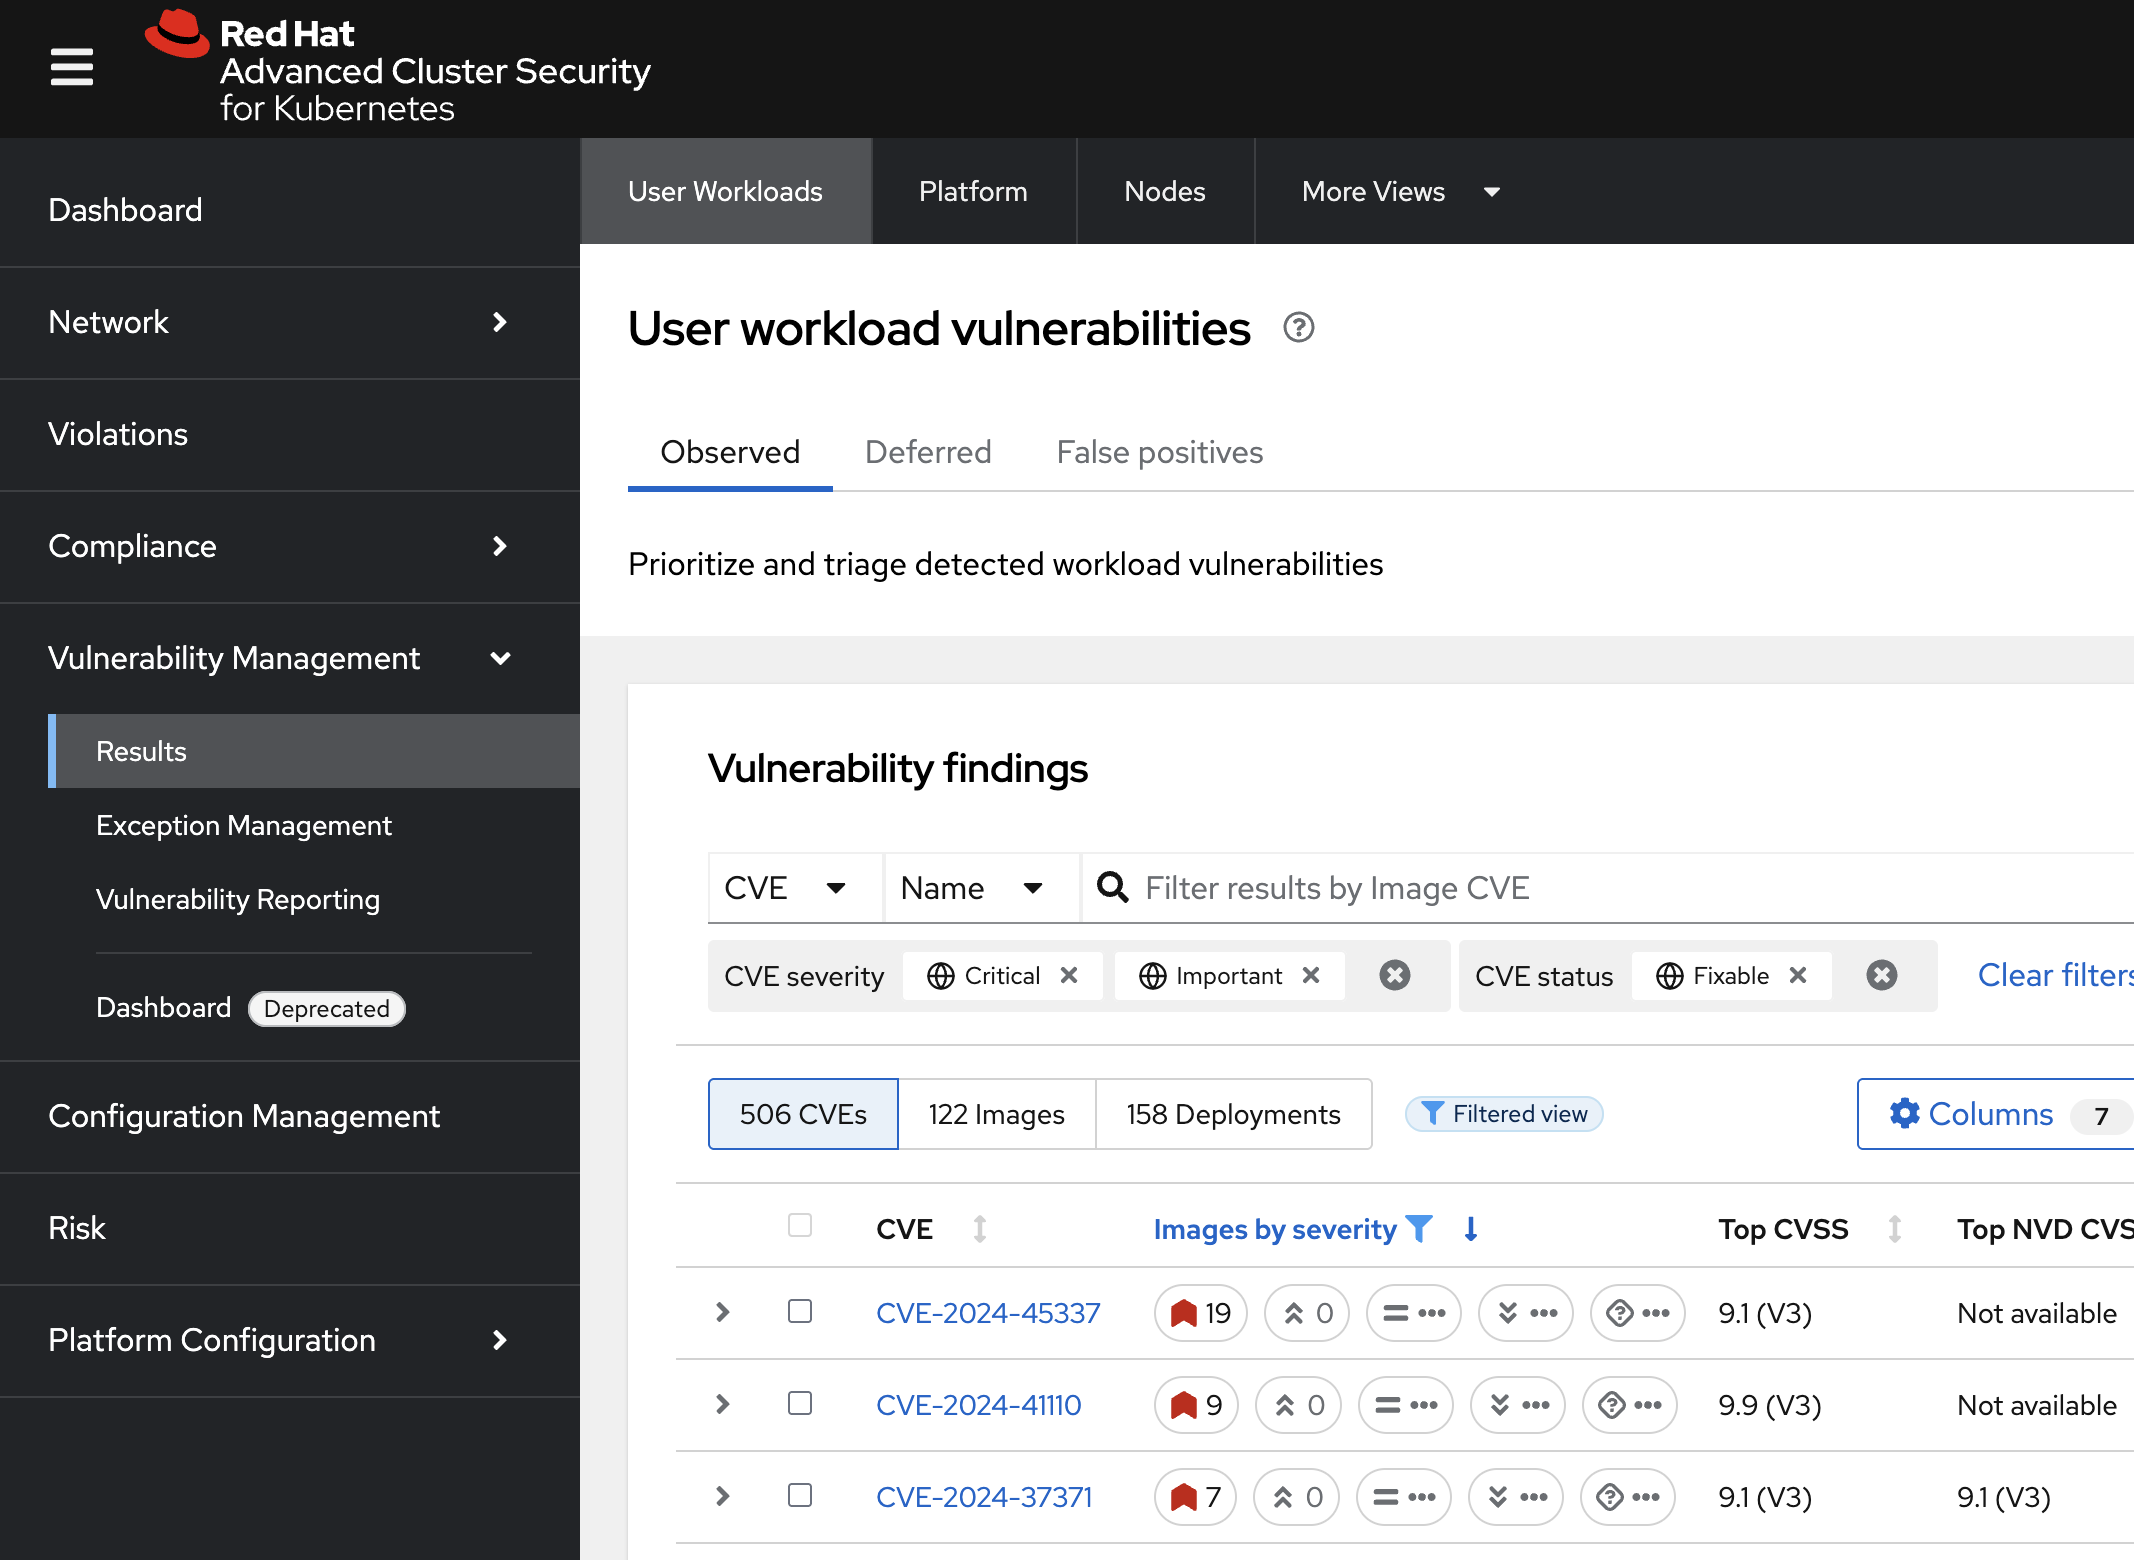 Red Hat
Advanced Cluster Security
for Kubernetes
Dashboard
Network
Violations
Compliance
Vulnerability Management
Results
Exception Management
Vulnerability Reporting
Dashboard Deprecated
Configuration Management
Risk
Platform Configuration
User Workloads Platform Nodes More Views
User workload vulnerabilities
Observed Deferred False positives
Prioritize and triage detected workload vulnerabilities
Vulnerability findings
CVE Name Filter results by Image CVE
CVE severity Critical Important CVE status Fixable Clear filters
506 CVEs 122 Images 158 Deployments Filtered view Columns 7
CVE Images by severity Top CVSS Top NVD CVS
CVE-2024-45337 19 0 9.1 (V3) Not available
CVE-2024-41110 9 0 9.9 (V3) Not available
CVE-2024-37371 7 0 9.1 (V3) 9.1 (V3)